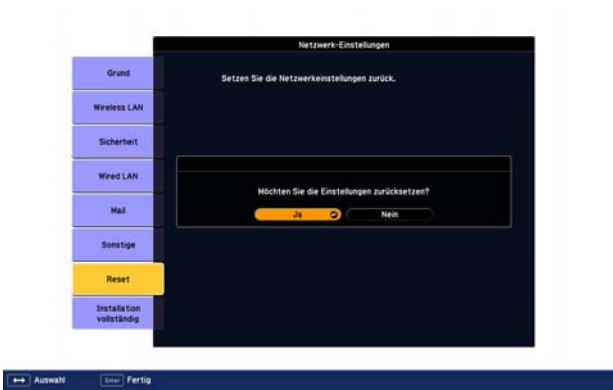 Netzwerk-Einstellungen
Grund
Setzen Sie die Netzwerkeinstellungen zurück.
Wireless LAN
Sicherheit
Wired LAN
Möchten Sie die Einstellungen zurücksetzen?
Mail
Ja
Nein
Sonstige
Reset
Installation
vollständig
Auswahl
Enter
Fertig